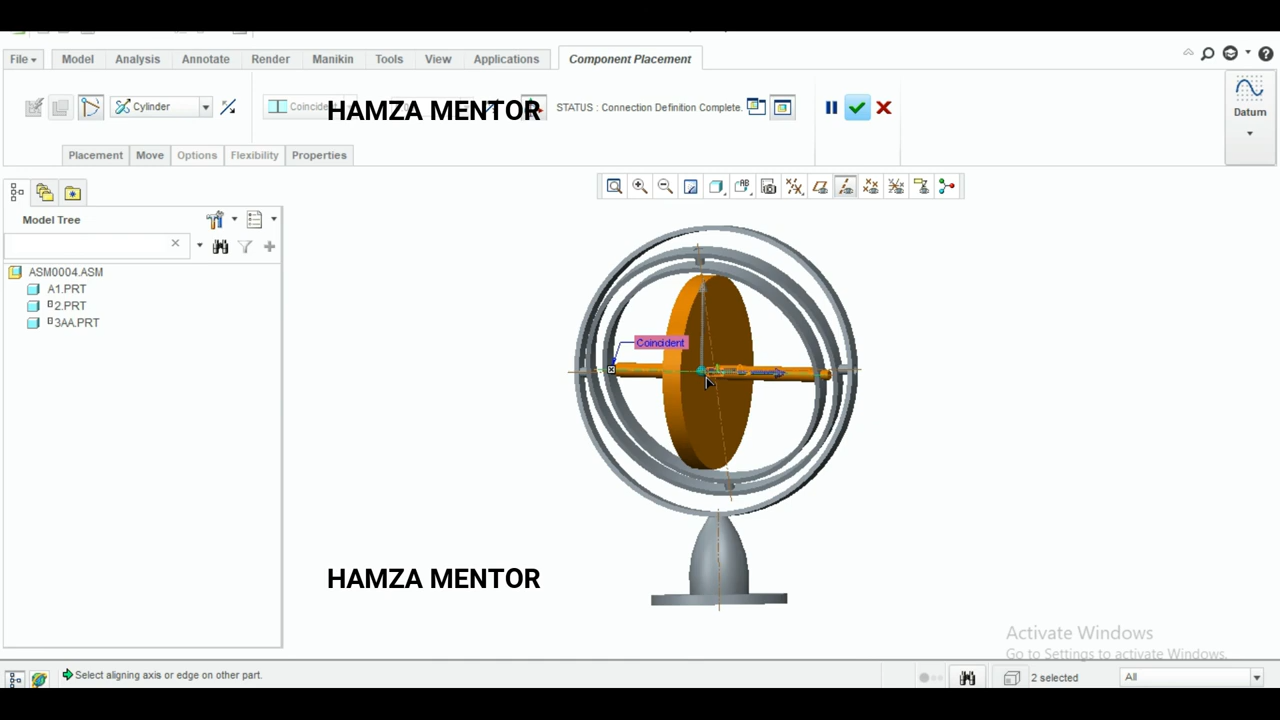 File Model Analysis Annotate Render Manikin Tools View Applications Component Placement
Cylinder
HAMZA MENTOR
STATUS : Connection Definition Complete.
Datum
Placement Move Options Flexibility Properties
Model Tree
ASM0004.ASM
A1.PRT
2.PRT
3AA.PRT
Coincident
HAMZA MENTOR
Activate Windows
Go to Settings to activate Windows.
Select aligning axis or edge on other part.
2 selected
All